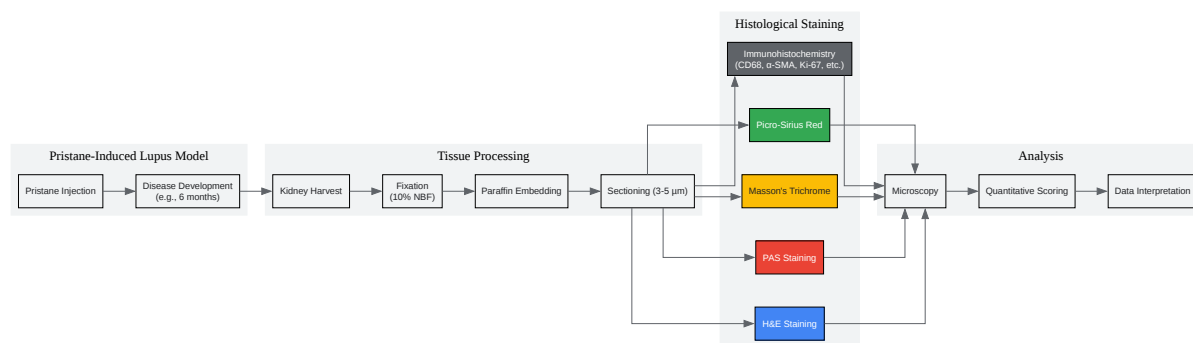 Histological Staining
Immunohistochemistry
(CD68, α-SMA, Ki-67, etc.)
Picro-Sirius Red
Pristane-Induced Lupus Model
Tissue Processing
Analysis
Pristane Injection
Disease Development
(e.g., 6 months)
Kidney Harvest
Fixation
(10% NBF)
Paraffin Embedding
Sectioning (3-5 µm)
Masson's Trichrome
Microscopy
Quantitative Scoring
Data Interpretation
PAS Staining
H&E Staining